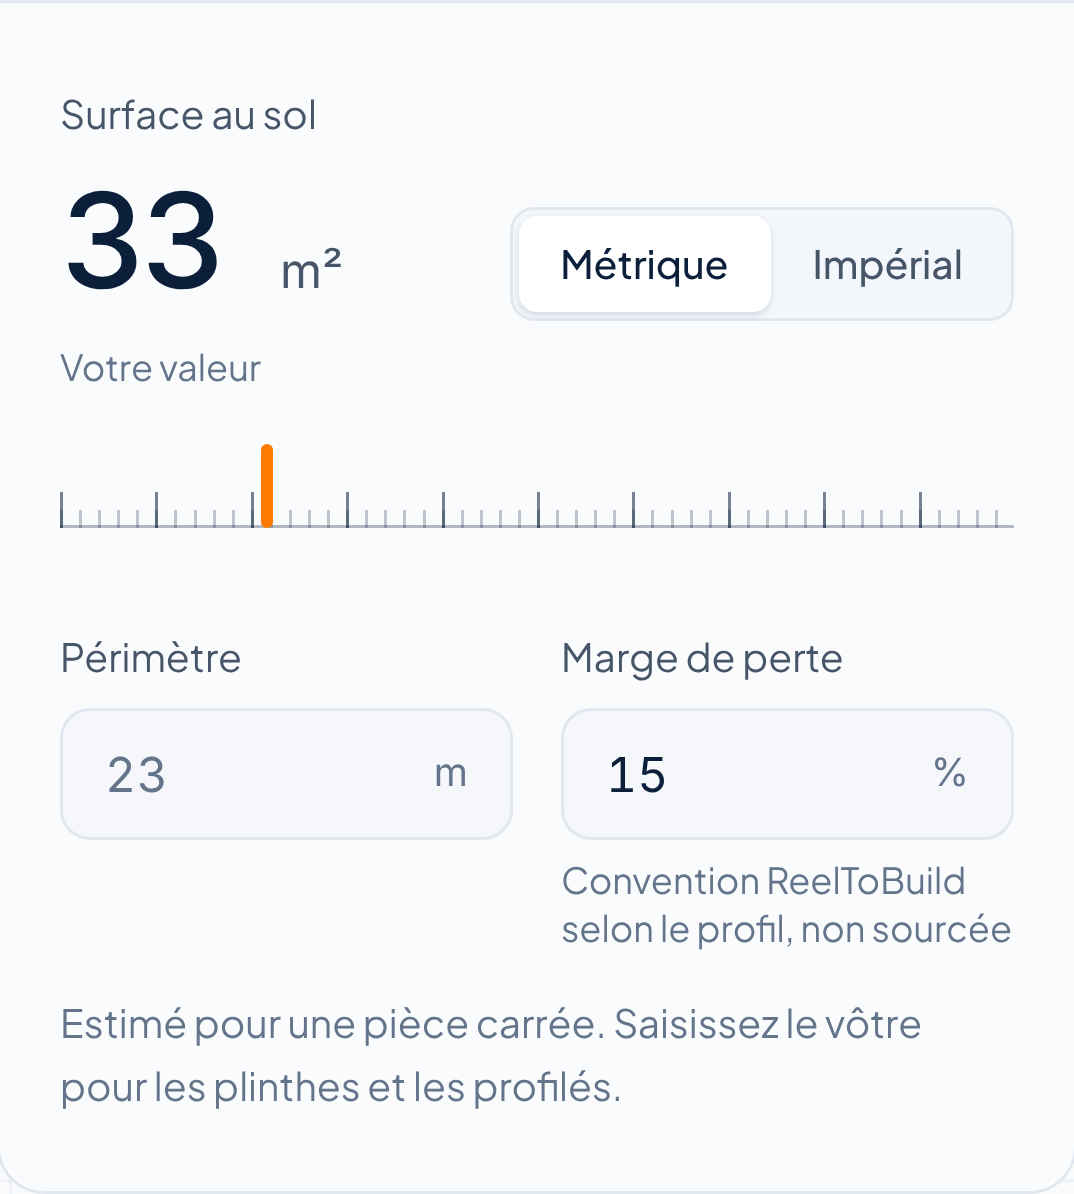 Surface au sol
33 m²
Métrique Impérial
Votre valeur
Périmètre
Marge de perte
23 m
15 %
Convention ReelToBuild
selon le profil, non sourcée
Estimé pour une pièce carrée. Saisissez le vôtre
pour les plinthes et les profilés.